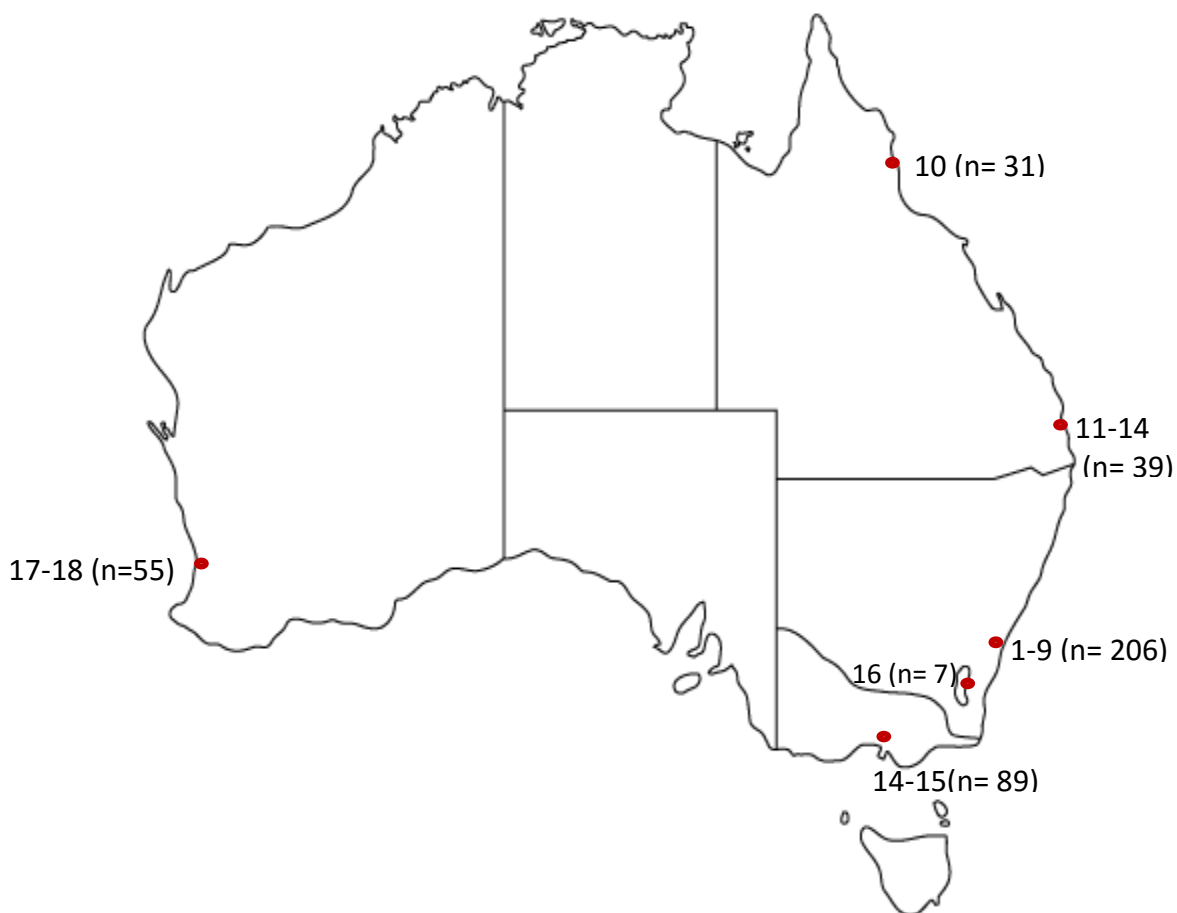 10 (n= 31)
11-14
(n= 39)
17-18 (n=55)
1-9 (n= 206)
16 (n= 7)
14-15(n= 89)